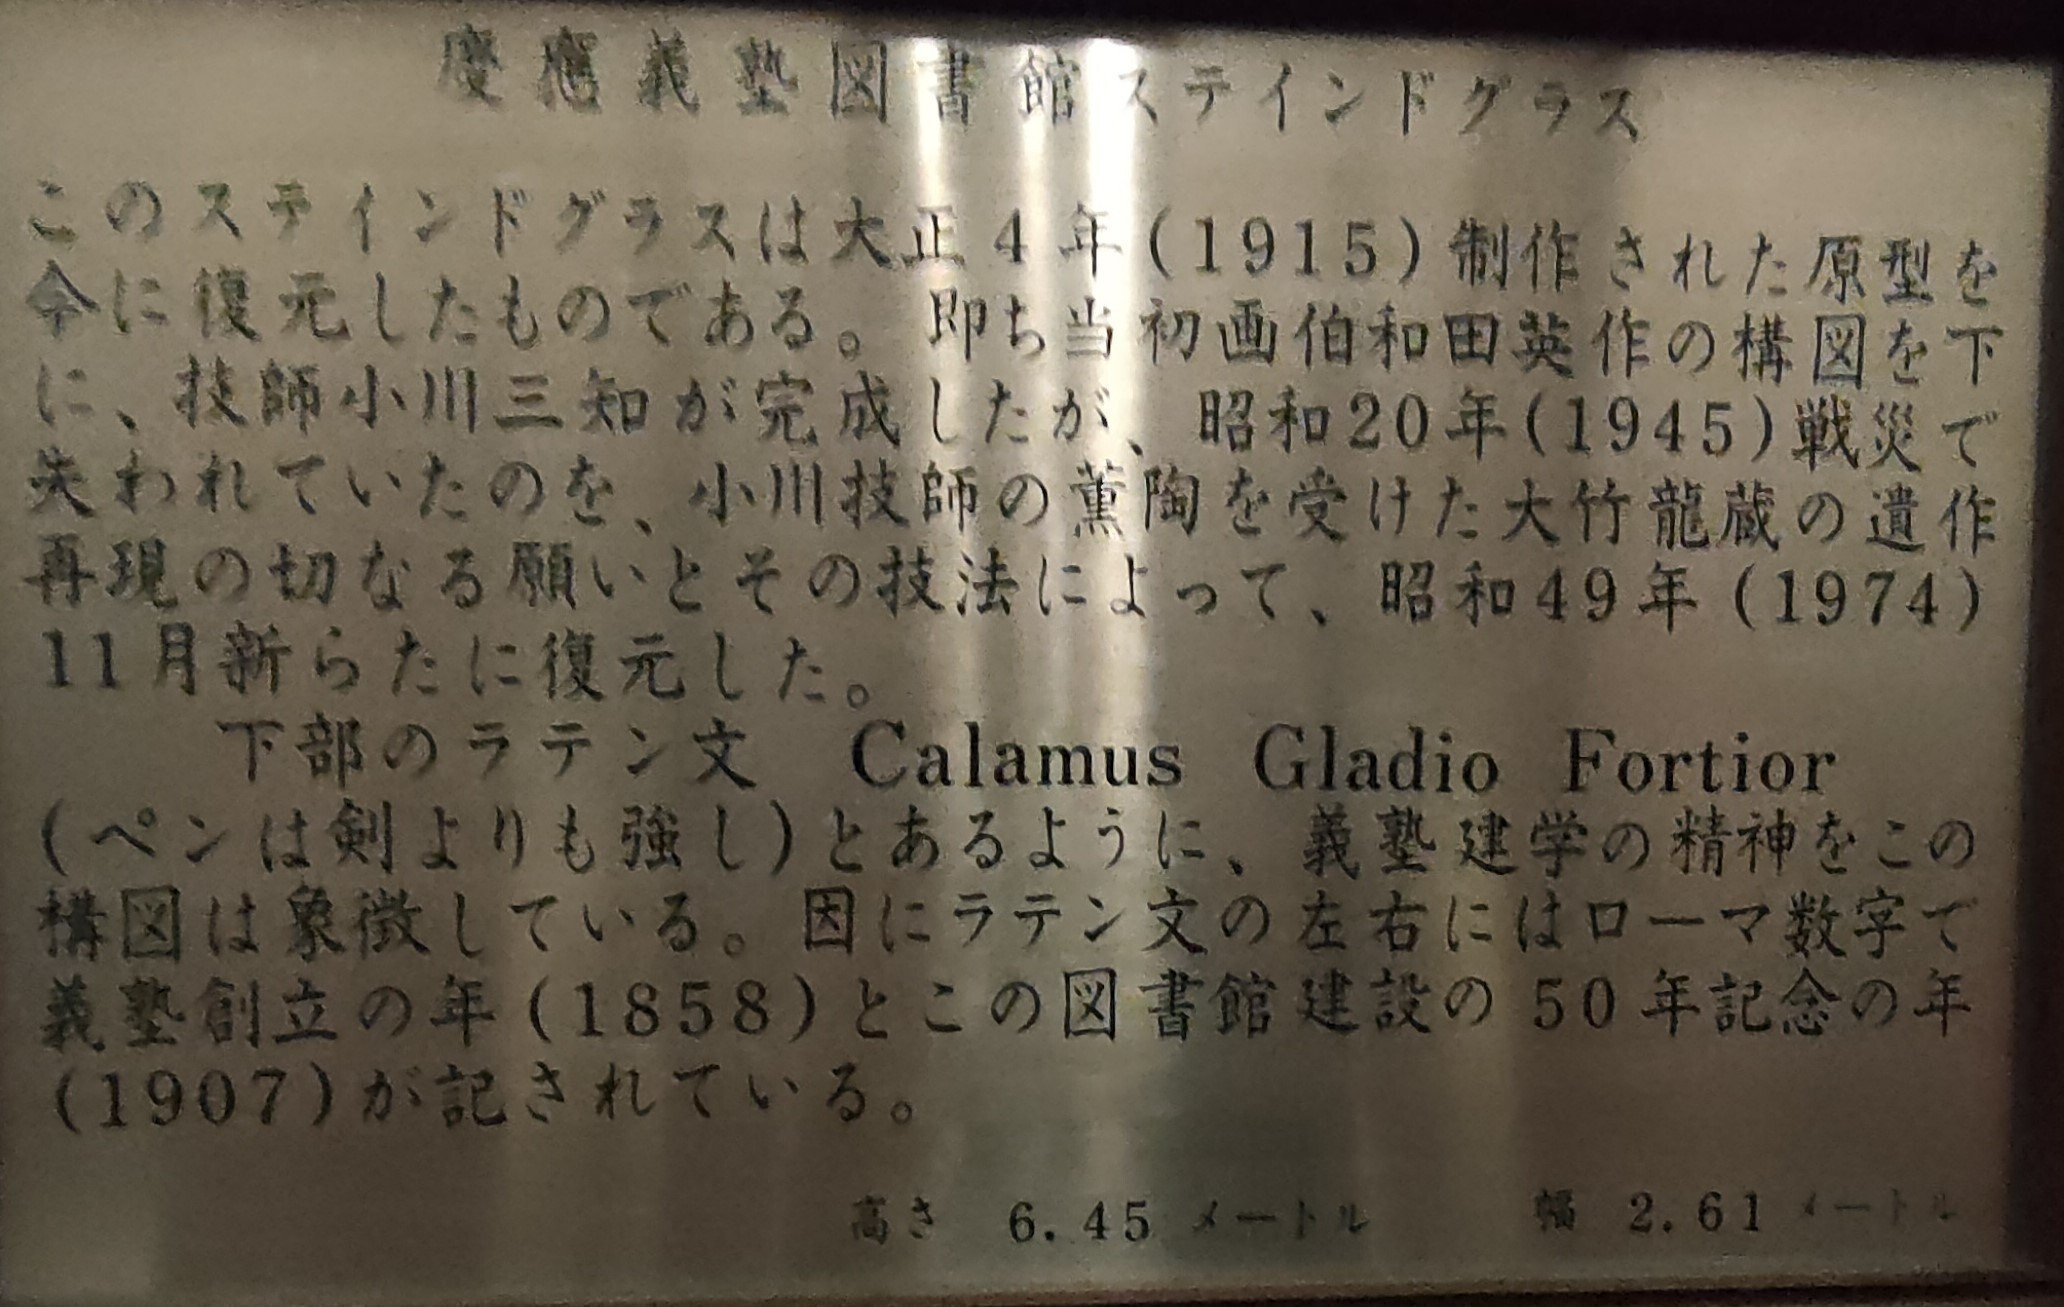 慶應義塾図書館ステインドグラス
このステインドグラスは大正4年(1915)制作された原型を
今に復元したものである。即ち当初画伯和田英作の構図を下
に、技師小川三知が完成したが、昭和20年(1945)戦災で
失われていたのを、小川技師の薫陶を受けた大竹龍蔵の遺作
再現の切なる願いとその技法によって、昭和49年(1974)
11月新らたに復元した。
下部のラテン文 Calamus Gladio Fortior
(ペンは剣よりも強し)とあるように、義塾建学の精神をこの
構図は象徴している。因にラテン文の左右にはローマ数字で
義塾創立の年(1858)とこの図書館建設の50年記念の年
(1907)が記されている。
高さ 6.45メートル 幅 2.61メートル